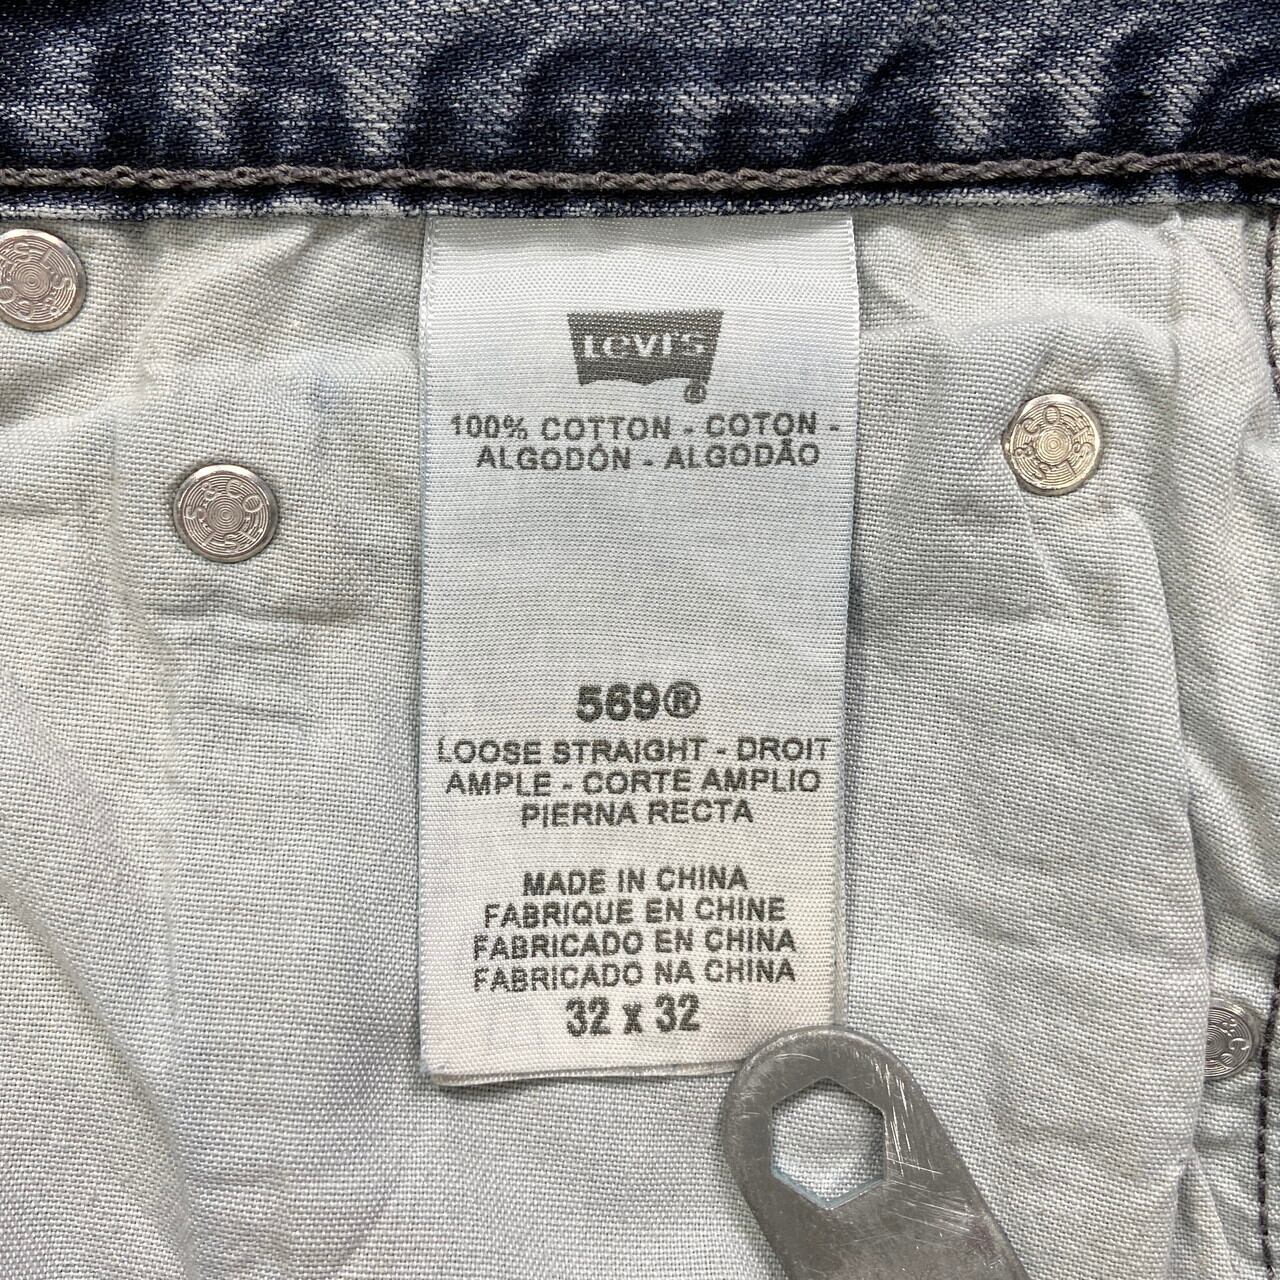 Levi's
®
100% COTTON - COTON -
ALGODÓN - ALGODÃO
569®
LOOSE STRAIGHT - DROIT
AMPLE - CORTE AMPLIO
PIERNA RECTA
MADE IN CHINA
FABRIQUE EN CHINE
FABRICADO EN CHINA
FABRICADO NA CHINA
32 x 32